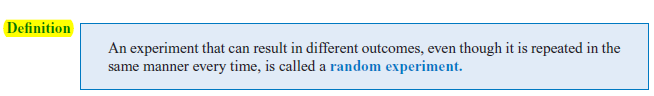 Definition
An experiment that can result in different outcomes, even though it is repeated in the
same manner every time, is called a random experiment.